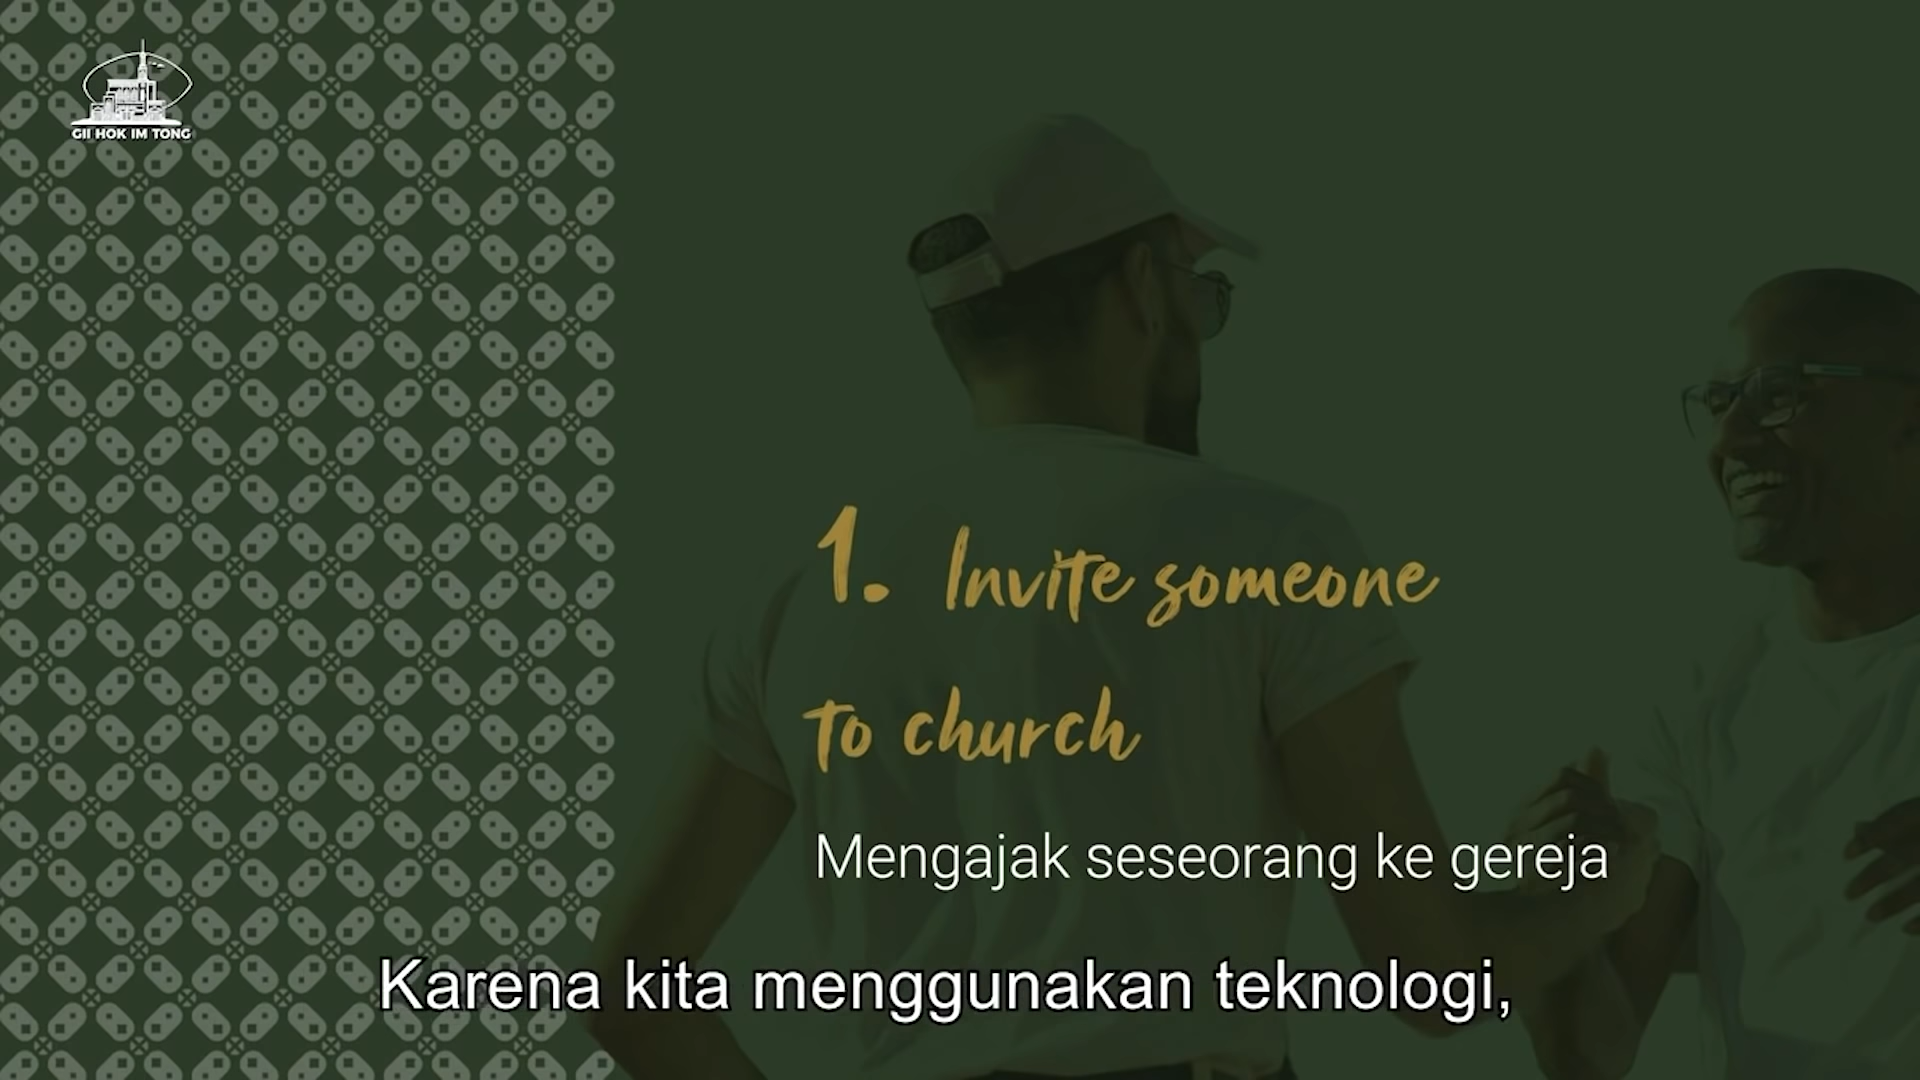 GII HOK IM TONG
1. Invite someone
to church
Mengajak seseorang ke gereja
Karena kita menggunakan teknologi,